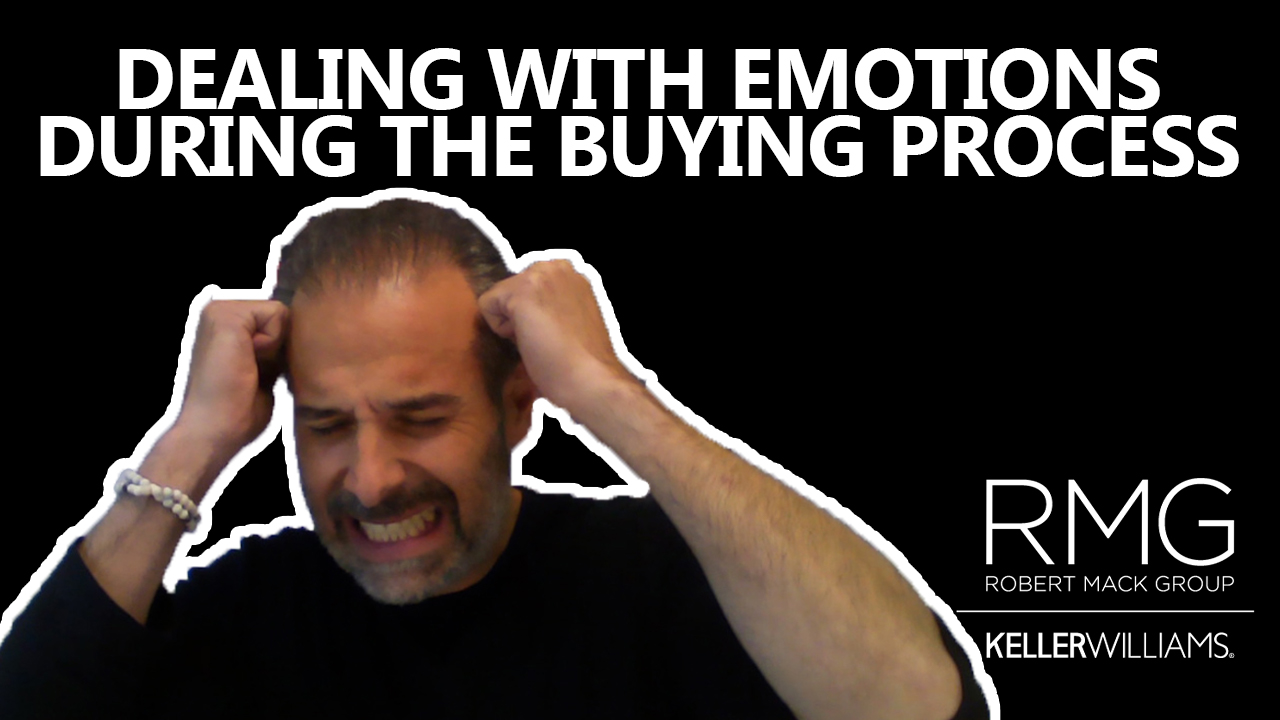 DEALING WITH EMOTIONS
DURING THE BUYING PROCESS
RMG
ROBERT MACK GROUP
KELLERWILLIAMS®